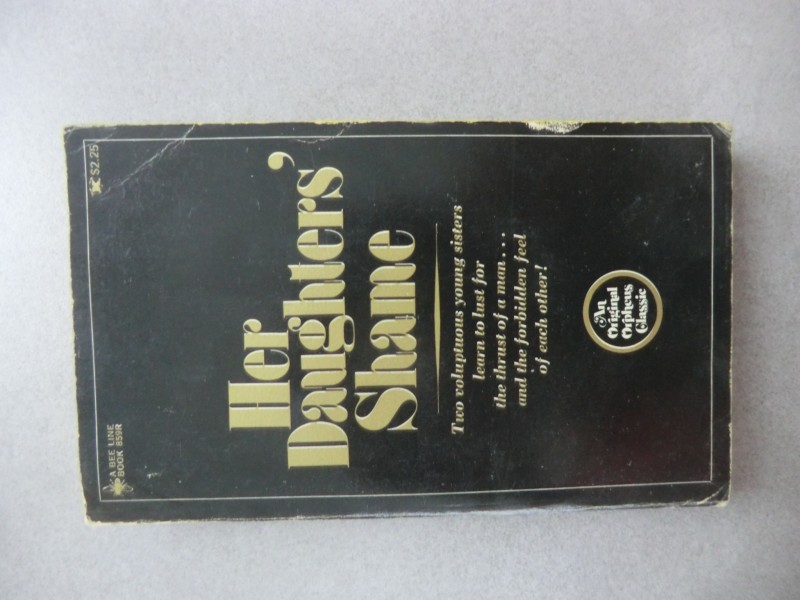 A BEE LINE
BOOK 859R
$2.25
Her
Daughters'
Shame
Two voluptuous young sisters
learn to lust for
the thrust of a man...
and the forbidden feel
of each other!
An
Original
Orpheus
Classic